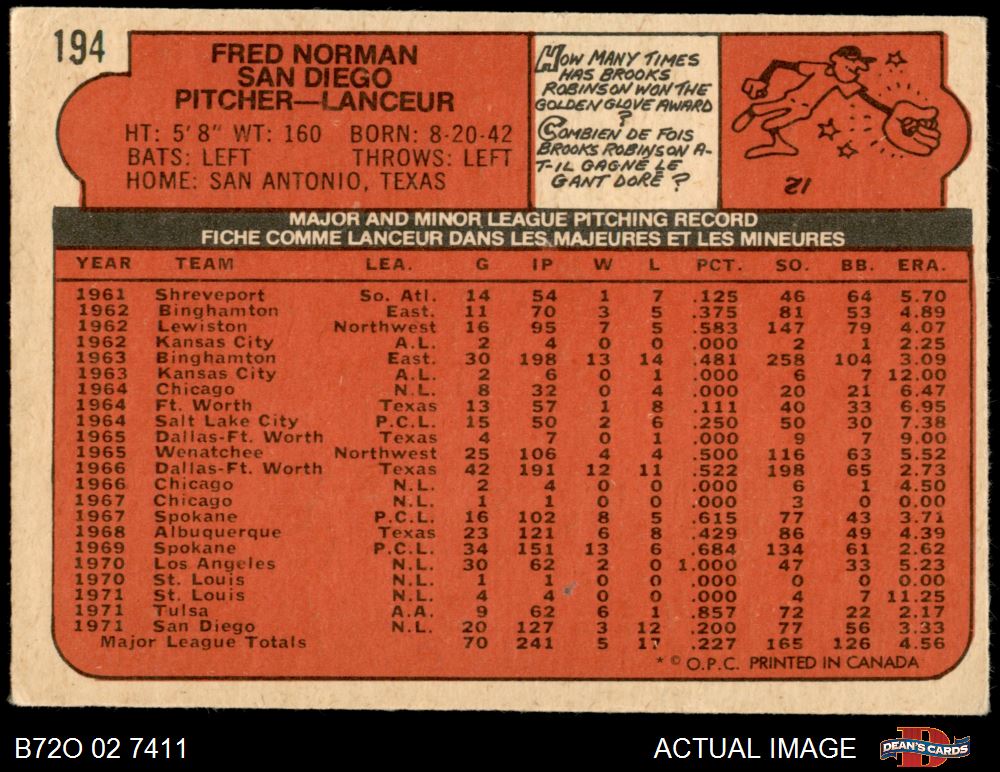 194
FRED NORMAN
SAN DIEGO
PITCHER—LANCEUR
HT: 5'8" WT: 160 BORN: 8-20-42
BATS: LEFT THROWS: LEFT
HOME: SAN ANTONIO, TEXAS
HOW MANY TIMES
HAS BROOKS
ROBINSON WON THE
GOLDEN GLOVE AWARD
?
COMBIEN DE FOIS
BROOKS ROBINSON A-
T-IL GAGNÉ LE
GANT DORÉ ?
12
MAJOR AND MINOR LEAGUE PITCHING RECORD
FICHE COMME LANCEUR DANS LES MAJEURES ET LES MINEURES
YEAR TEAM LEA. G IP W L PCT. SO. BB. ERA.
1961 Shreveport So. Atl. 14 54 1 7 .125 46 64 5.70
1962 Binghamton East. 11 70 3 5 .375 81 53 4.89
1962 Lewiston Northwest 16 95 7 5 .583 147 79 4.07
1962 Kansas City A.L. 2 4 0 0 .000 2 1 2.25
1963 Binghamton East. 30 198 13 14 .481 258 104 3.09
1963 Kansas City A.L. 2 6 0 1 .000 6 7 12.00
1964 Chicago N.L. 8 32 0 4 .000 20 21 6.47
1964 Ft. Worth Texas 13 57 1 8 .111 40 33 6.95
1964 Salt Lake City P.C.L. 15 50 2 6 .250 50 30 7.38
1965 Dallas-Ft. Worth Texas 4 7 0 1 .000 9 7 9.00
1965 Wenatchee Northwest 25 106 4 4 .500 116 63 5.52
1966 Dallas-Ft. Worth Texas 42 191 12 11 .522 198 65 2.73
1966 Chicago N.L. 2 4 0 0 .000 6 1 4.50
1967 Chicago N.L. 1 1 0 0 .000 3 0 0.00
1967 Spokane P.C.L. 16 102 8 5 .615 77 43 3.71
1968 Albuquerque Texas 23 121 6 8 .429 86 49 4.39
1969 Spokane P.C.L. 34 151 13 6 .684 134 61 2.62
1970 Los Angeles N.L. 30 62 2 0 1.000 47 33 5.23
1970 St. Louis N.L. 1 1 0 0 .000 0 0 0.00
1971 St. Louis N.L. 4 4 0 0 .000 4 7 11.25
1971 Tulsa A.A. 9 62 6 1 .857 72 22 2.17
1971 San Diego N.L. 20 127 3 12 .200 77 56 3.33
Major League Totals 70 241 5 17 .227 165 126 4.56
* © O.P.C. PRINTED IN CANADA
B72O 02 7411
ACTUAL IMAGE
D
DEAN'S CARDS